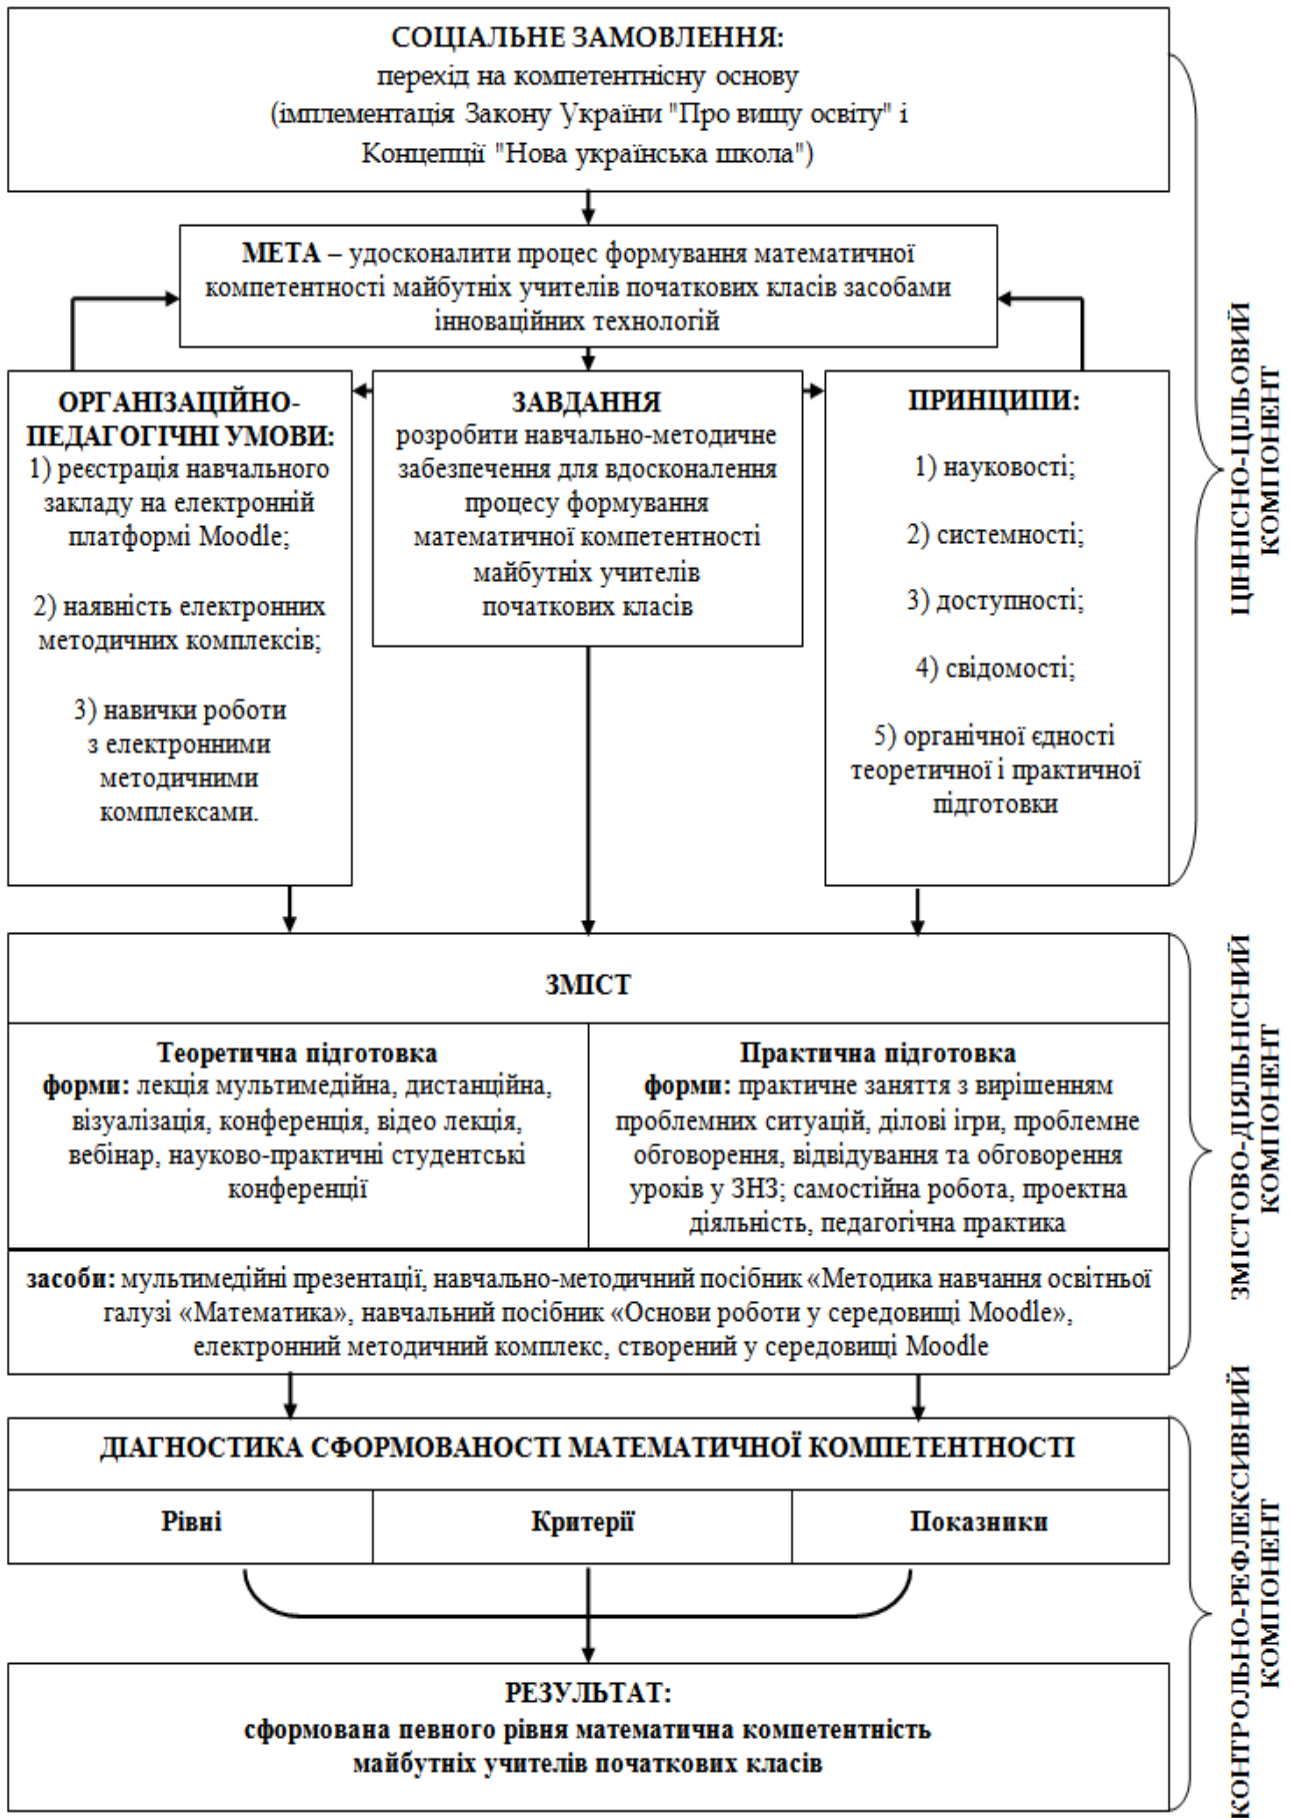 СОЦІАЛЬНЕ ЗАМОВЛЕННЯ:
перехід на компетентнісну основу
(імплементація Закону України "Про вищу освіту" і
Концепції "Нова українська школа")
МЕТА – удосконалити процес формування математичної
компетентності майбутніх учителів початкових класів засобами
інноваційних технологій
ОРГАНІЗАЦІЙНО-
ПЕДАГОГІЧНІ УМОВИ:
1) реєстрація навчального
закладу на електронній
платформі Moodle;
2) наявність електронних
методичних комплексів;
3) навички роботи
з електронними
методичними
комплексами.
ЗАВДАННЯ
розробити навчально-методичне
забезпечення для вдосконалення
процесу формування
математичної компетентності
майбутніх учителів
початкових класів
ПРИНЦИПИ:
1) науковості;
2) системності;
3) доступності;
4) свідомості;
5) органічної єдності
теоретичної і практичної
підготовки
ЦІННІСНО-ЦІЛЬОВИЙ
КОМПОНЕНТ
ЗМІСТ
Теоретична підготовка
форми: лекція мультимедійна, дистанційна,
візуалізація, конференція, відео лекція,
вебінар, науково-практичні студентські
конференції
Практична підготовка
форми: практичне заняття з вирішенням
проблемних ситуацій, ділові ігри, проблемне
обговорення, відвідування та обговорення
уроків у ЗНЗ; самостійна робота, проектна
діяльність, педагогічна практика
засоби: мультимедійні презентації, навчально-методичний посібник «Методика навчання освітньої
галузі «Математика», навчальний посібник «Основи роботи у середовищі Moodle»,
електронний методичний комплекс, створений у середовищі Moodle
ЗМІСТОВО-ДІЯЛЬНІСНИЙ
КОМПОНЕНТ
ДІАГНОСТИКА СФОРМОВАНОСТІ МАТЕМАТИЧНОЇ КОМПЕТЕНТНОСТІ
Рівні
Критерії
Показники
РЕЗУЛЬТАТ:
сформована певного рівня математична компетентність
майбутніх учителів початкових класів
КОНТРОЛЬНО-РЕФЛЕКСИВНИЙ
КОМПОНЕНТ